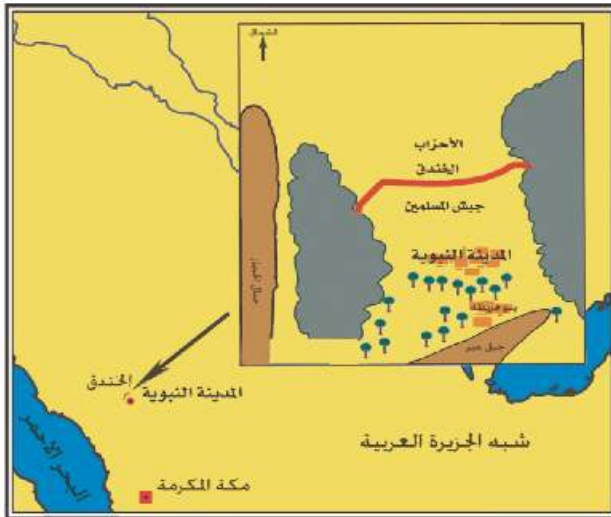 الشمال
الأحزاب
الخندق
جيش المسلمين
المدينة النبوية
بنو قريظة
جبل عير
الخندق
المدينة النبوية
شبه الجزيرة العربية
البحر الأحمر
مكة المكرمة